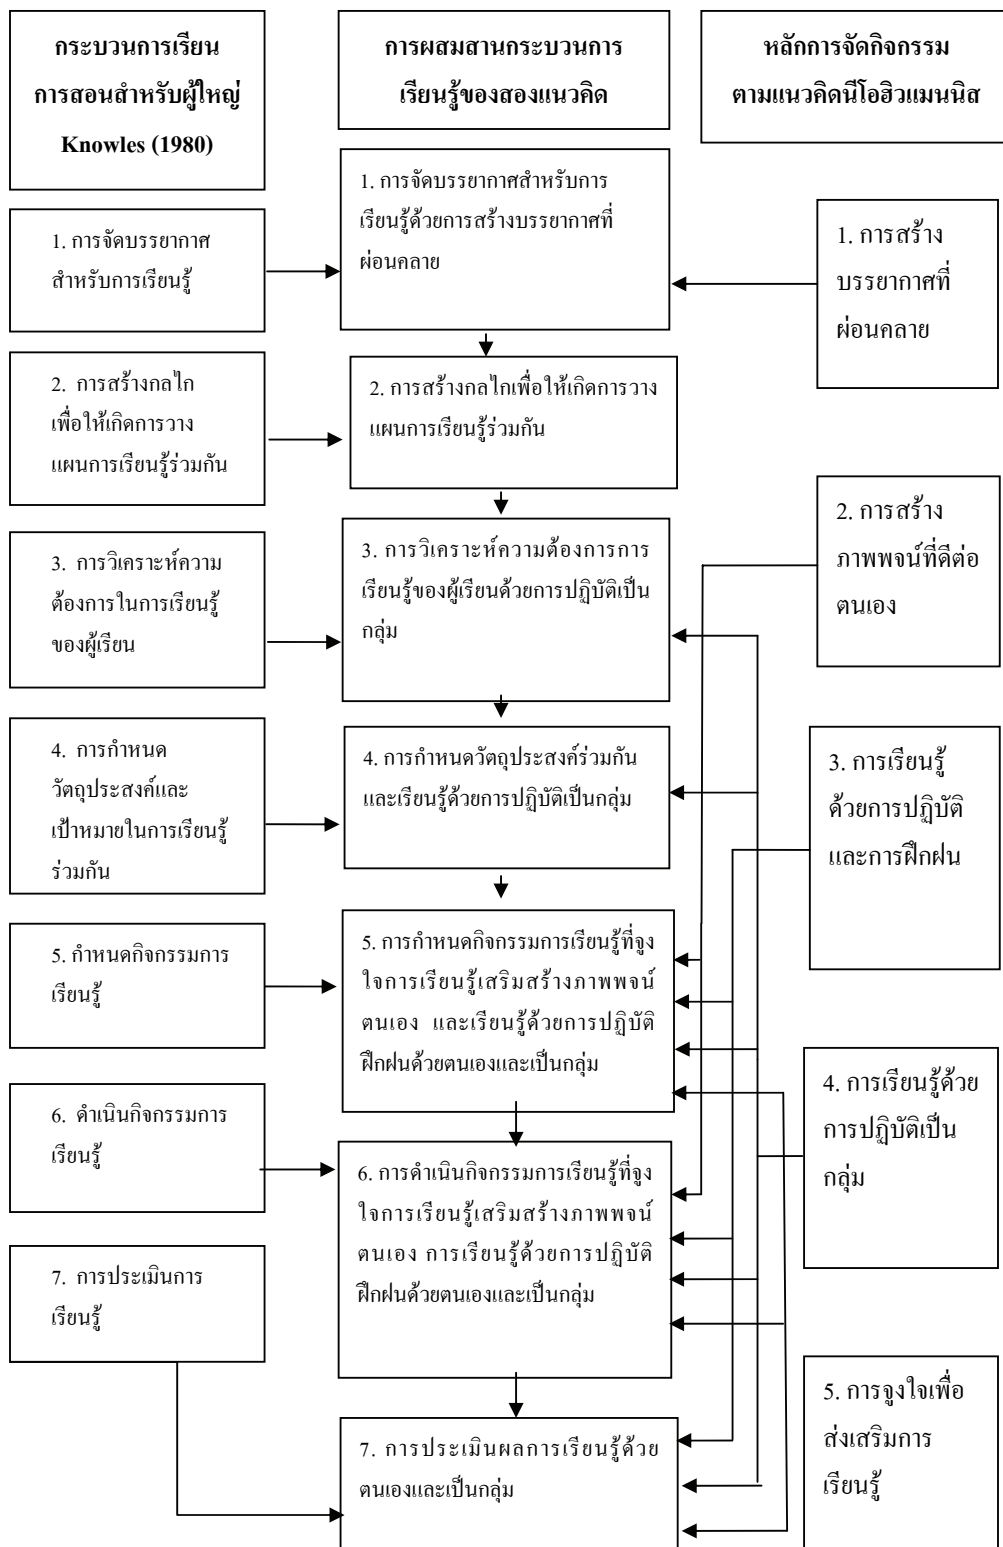 กระบวนการเรียน
การสอนสำหรับผู้ใหญ่
Knowles (1980)
การผสมสานกระบวนการ
เรียนรู้ของสองแนวคิด
หลักการจัดกิจกรรม
ตามแนวคิดนีโอฮิวแมนนิส
1. การจัดบรรยากาศ
สำหรับการเรียนรู้
2. การสร้างกลไก
เพื่อให้เกิดการวาง
แผนการเรียนรู้ร่วมกัน
3. การวิเคราะห์ความ
ต้องการในการเรียนรู้
ของผู้เรียน
4. การกำหนด
วัตถุประสงค์และ
เป้าหมายในการเรียนรู้
ร่วมกัน
5. กำหนดกิจกรรมการ
เรียนรู้
6. ดำเนินกิจกรรมการ
เรียนรู้
7. การประเมินการ
เรียนรู้
1. การจัดบรรยากาศสำหรับการ
เรียนรู้ด้วยการสร้างบรรยากาศที่
ผ่อนคลาย
2. การสร้างกลไกเพื่อให้เกิดการวาง
แผนการเรียนรู้ร่วมกัน
3. การวิเคราะห์ความต้องการการ
เรียนรู้ของผู้เรียนด้วยการปฏิบัติเป็น
กลุ่ม
4. การกำหนดวัตถุประสงค์ร่วมกัน
และเรียนรู้ด้วยการปฏิบัติเป็นกลุ่ม
5. การกำหนดกิจกรรมการเรียนรู้ที่จูง
ใจการเรียนรู้เสริมสร้างภาพพจน์
ตนเอง และเรียนรู้ด้วยการปฏิบัติ
ฝึกฝนด้วยตนเองและเป็นกลุ่ม
6. การดำเนินกิจกรรมการเรียนรู้ที่จูง
ใจการเรียนรู้เสริมสร้างภาพพจน์
ตนเอง การเรียนรู้ด้วยการปฏิบัติ
ฝึกฝนด้วยตนเองและเป็นกลุ่ม
7. การประเมินผลการเรียนรู้ด้วย
ตนเองและเป็นกลุ่ม
1. การสร้าง
บรรยากาศที่
ผ่อนคลาย
2. การสร้าง
ภาพพจน์ที่ดีต่อ
ตนเอง
3. การเรียนรู้
ด้วยการปฏิบัติ
และการฝึกฝน
4. การเรียนรู้ด้วย
การปฏิบัติเป็น
กลุ่ม
5. การจูงใจเพื่อ
ส่งเสริมการ
เรียนรู้